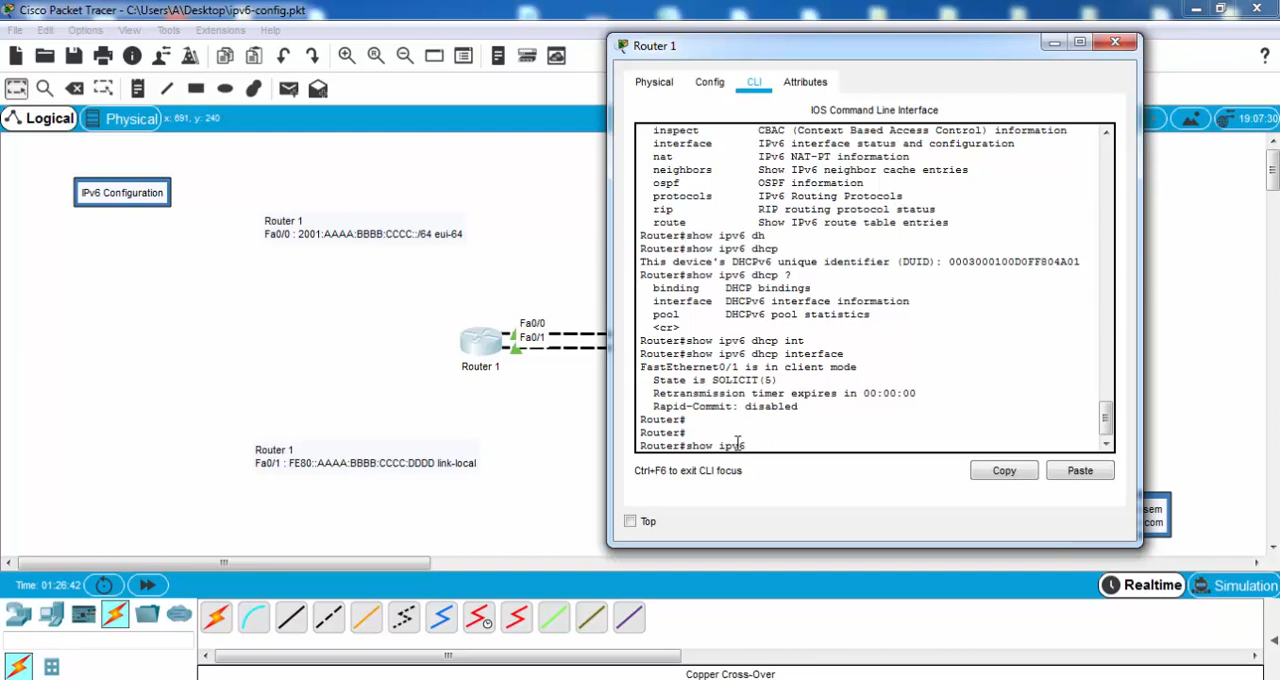 Cisco Packet Tracer - C:\Users\A\Desktop\ipv6-config.pkt
File Edit Options View Tools Extensions Help
Logical Physical x: 691, y: 240
19:07:30
IPv6 Configuration
Router 1
Fa0/0 : 2001:AAAA:BBBB:CCCC::/64 eui-64
Fa0/0
Fa0/1
Router 1
Router 1
Fa0/1 : FE80::AAAA:BBBB:CCCC:DDDD link-local
Router 1
Physical Config CLI Attributes
IOS Command Line Interface
inspect CBAC (Context Based Access Control) information
interface IPv6 interface status and configuration
nat IPv6 NAT-PT information
neighbors Show IPv6 neighbor cache entries
ospf OSPF information
protocols IPv6 Routing Protocols
rip RIP routing protocol status
route Show IPv6 route table entries
Router#show ipv6 dh
Router#show ipv6 dhcp
This device's DHCPv6 unique identifier (DUID): 0003000100D0FF804A01
Router#show ipv6 dhcp ?
binding DHCP bindings
interface DHCPv6 interface information
pool DHCPv6 pool statistics
<cr>
Router#show ipv6 dhcp int
Router#show ipv6 dhcp interface
FastEthernet0/1 is in client mode
State is SOLICIT(5)
Retransmission timer expires in 00:00:00
Rapid-Commit: disabled
Router#
Router#
Router#show ipv6
Ctrl+F6 to exit CLI focus
Copy Paste
Top
sem
com
Time: 01:26:42
Realtime Simulation
Copper Cross-Over